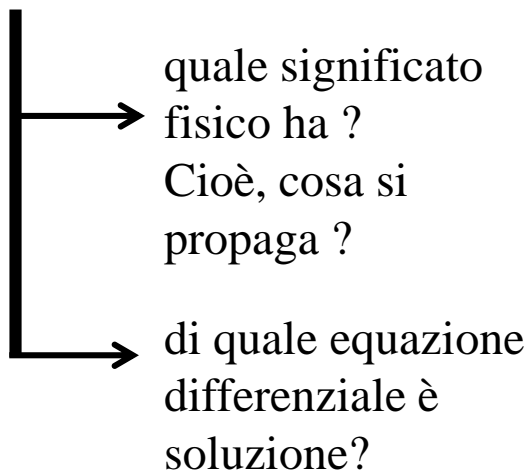 quale significato
fisico ha ?
Cioè, cosa si
propaga ?
di quale equazione
differenziale è
soluzione?